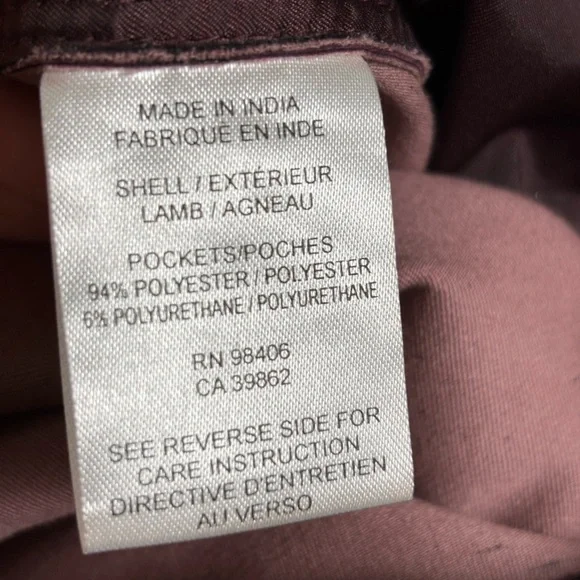 MADE IN INDIA
FABRIQUE EN INDE
SHELL / EXTÉRIEUR
LAMB / AGNEAU
POCKETS/POCHES
94% POLYESTER / POLYESTER
6% POLYURETHANE / POLYURETHANE
RN 98406
CA 39862
SEE REVERSE SIDE FOR
CARE INSTRUCTION
DIRECTIVE D'ENTRETIEN
AU VERSO